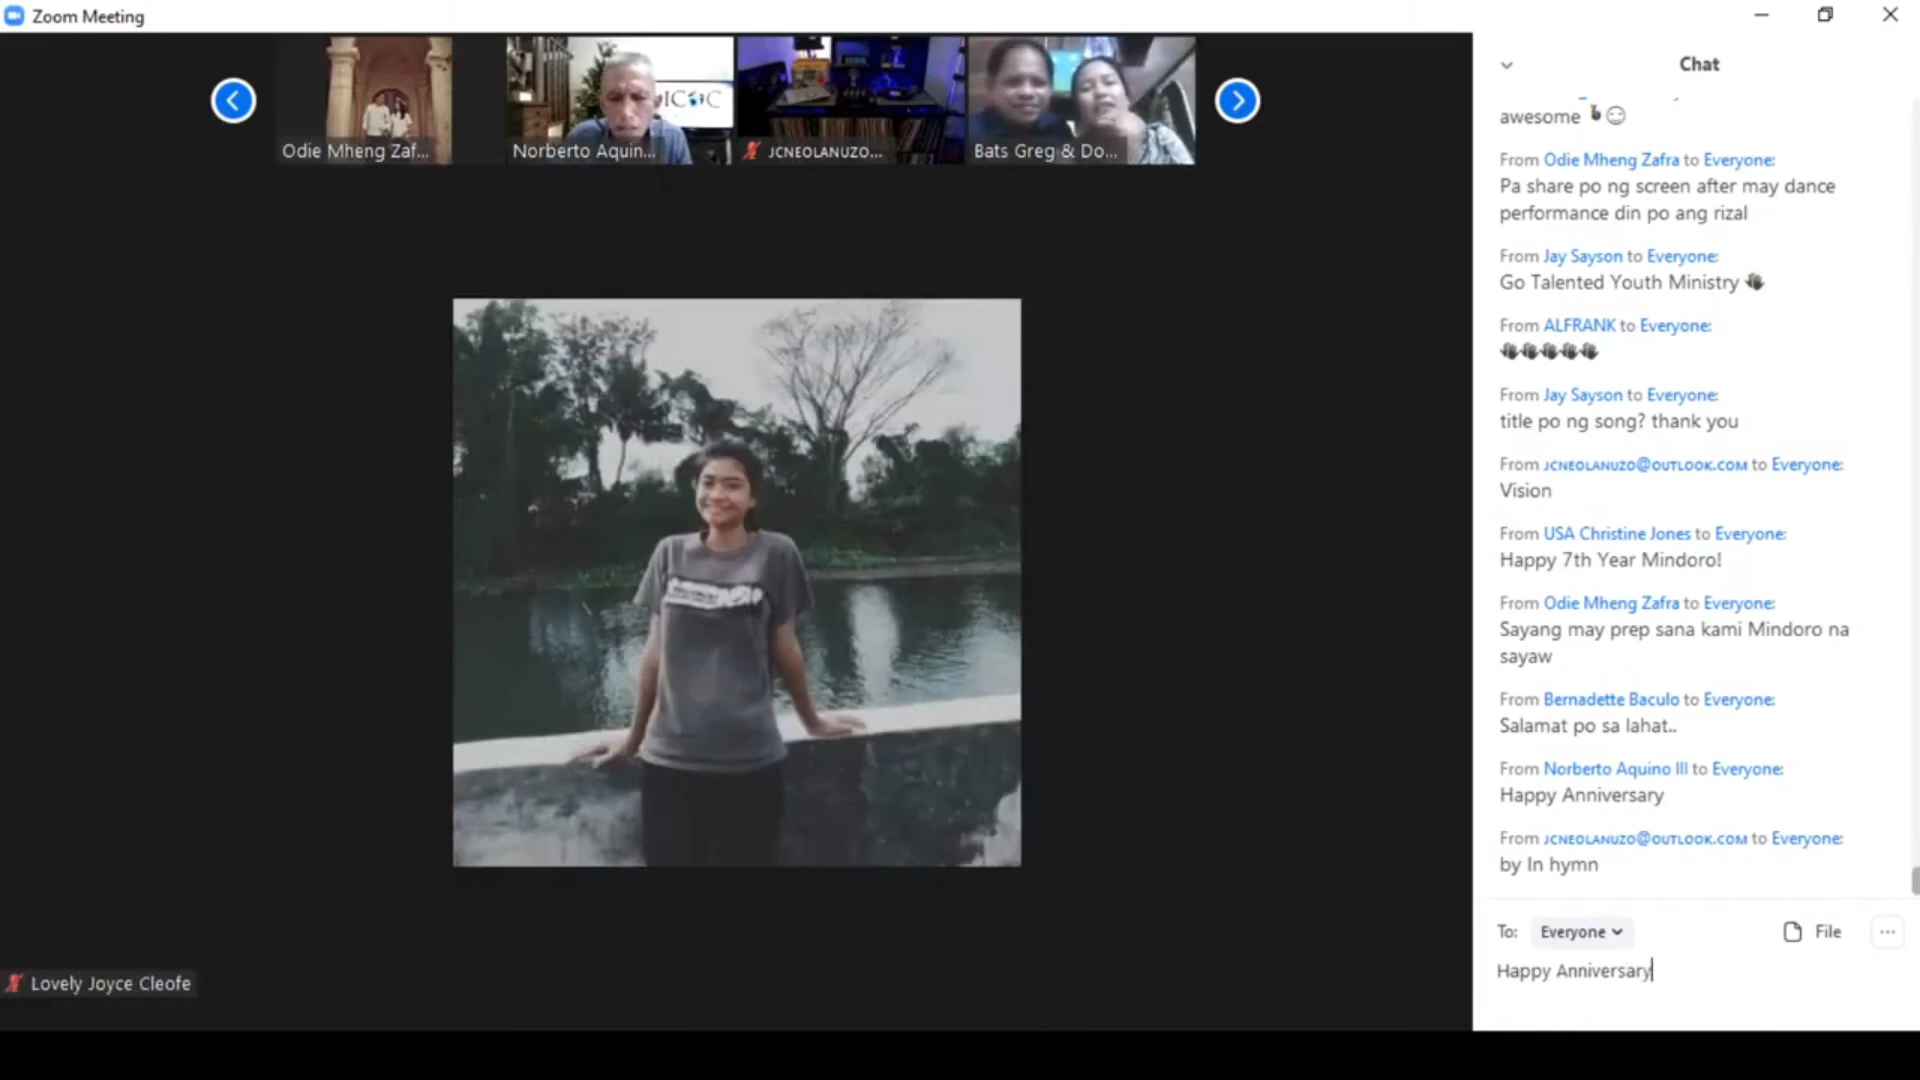 Zoom Meeting
Odie Mheng Zaf...
Norberto Aquin...
ICOC
JCNEOLANUZO...
Bats Greg & Do...
Lovely Joyce Cleofe
Chat
awesome
From Odie Mheng Zafra to Everyone:
Pa share po ng screen after may dance
performance din po ang rizal
From Jay Sayson to Everyone:
Go Talented Youth Ministry
From ALFRANK to Everyone:
From Jay Sayson to Everyone:
title po ng song? thank you
From JCNEOLANUZO@OUTLOOK.COM to Everyone:
Vision
From USA Christine Jones to Everyone:
Happy 7th Year Mindoro!
From Odie Mheng Zafra to Everyone:
Sayang may prep sana kami Mindoro na
sayaw
From Bernadette Baculo to Everyone:
Salamat po sa lahat..
From Norberto Aquino III to Everyone:
Happy Anniversary
From JCNEOLANUZO@OUTLOOK.COM to Everyone:
by In hymn
To: Everyone File ...
Happy Anniversary